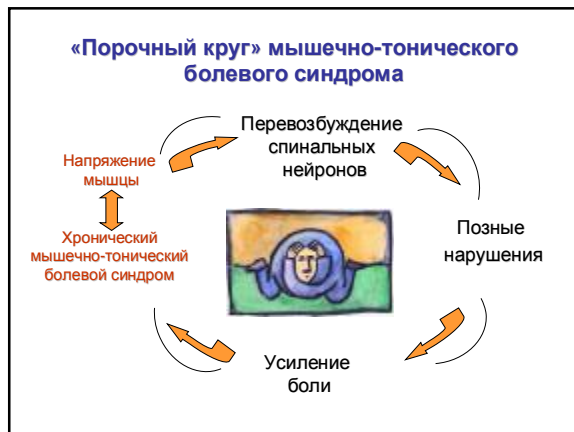 «Порочный круг» мышечно-тонического
болевого синдрома
Перевозбуждение
спинальных
нейронов
Напряжение
мышцы
Хронический
мышечно-тонический
болевой синдром
Позные
нарушения
Усиление
боли